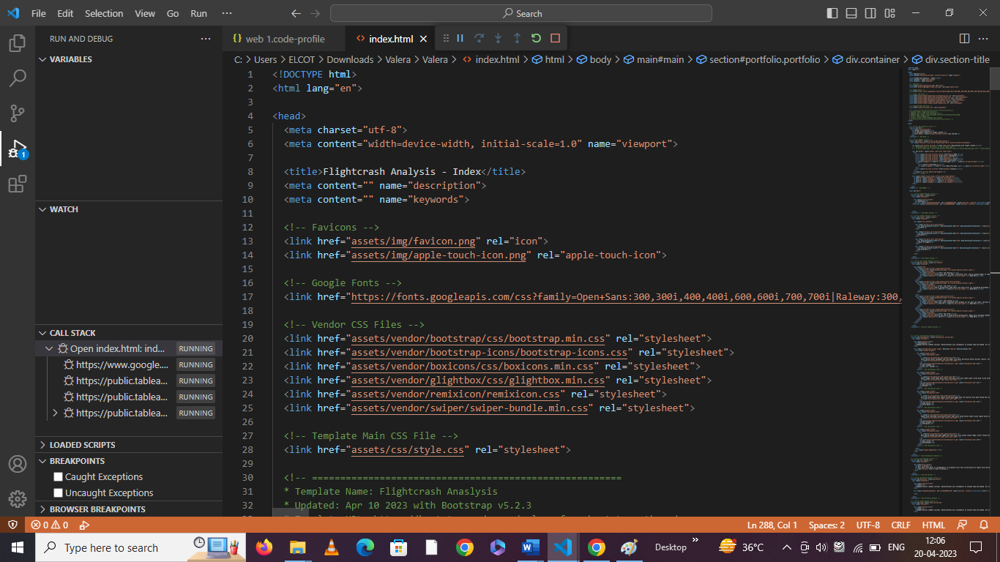 File Edit Selection View Go Run ··· Search
RUN AND DEBUG ···
web 1.code-profile
index.html
C: > Users > ELCOT > Downloads > Valera > Valera > index.html > html > body > main#main > section#portfolio.portfolio > div.container > div.section-title
VARIABLES
WATCH
CALL STACK
Open index.html: ind... RUNNING
https://www.google.... RUNNING
https://public.tablea... RUNNING
https://public.tablea... RUNNING
https://public.tablea... RUNNING
LOADED SCRIPTS
BREAKPOINTS
Caught Exceptions
Uncaught Exceptions
BROWSER BREAKPOINTS
1
1 <!DOCTYPE html>
2 <html lang="en">
3
4 <head>
5 <meta charset="utf-8">
6 <meta content="width=device-width, initial-scale=1.0" name="viewport">
7
8 <title>Flightcrash Analysis - Index</title>
9 <meta content="" name="description">
10 <meta content="" name="keywords">
11
12 <!-- Favicons -->
13 <link href="assets/img/favicon.png" rel="icon">
14 <link href="assets/img/apple-touch-icon.png" rel="apple-touch-icon">
15
16 <!-- Google Fonts -->
17 <link href="https://fonts.googleapis.com/css?family=Open+Sans:300,300i,400,400i,600,600i,700,700i|Raleway:300,
18
19 <!-- Vendor CSS Files -->
20 <link href="assets/vendor/bootstrap/css/bootstrap.min.css" rel="stylesheet">
21 <link href="assets/vendor/bootstrap-icons/bootstrap-icons.css" rel="stylesheet">
22 <link href="assets/vendor/boxicons/css/boxicons.min.css" rel="stylesheet">
23 <link href="assets/vendor/glightbox/css/glightbox.min.css" rel="stylesheet">
24 <link href="assets/vendor/remixicon/remixicon.css" rel="stylesheet">
25 <link href="assets/vendor/swiper/swiper-bundle.min.css" rel="stylesheet">
26
27 <!-- Template Main CSS File -->
28 <link href="assets/css/style.css" rel="stylesheet">
29
30 <!-- =======================================================
31 * Template Name: Flightcrash Anaslysis
32 * Updated: Apr 10 2023 with Bootstrap v5.2.3
0 0 Ln 288, Col 1 Spaces: 2 UTF-8 CRLF HTML
Type here to search Desktop 36°C ENG 12:06
20-04-2023